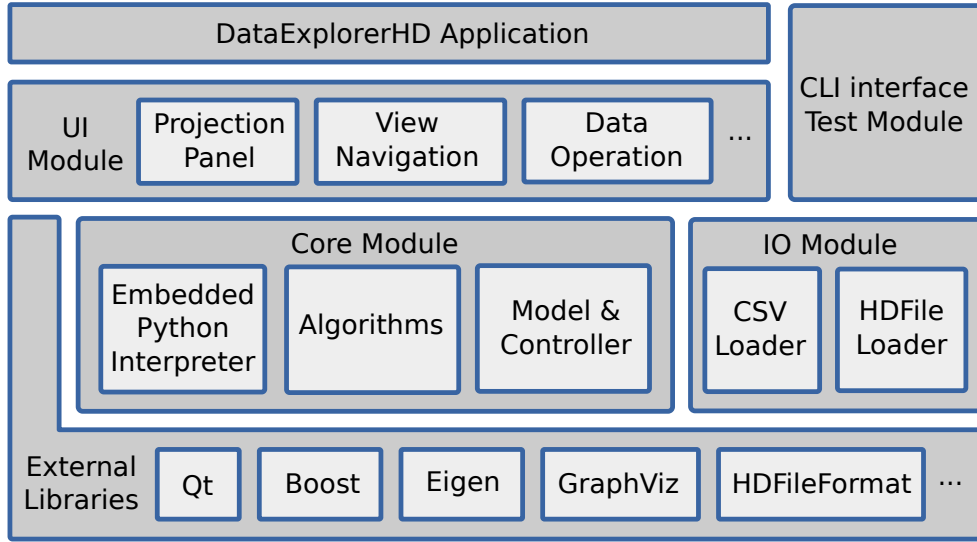 DataExplorerHD Application
CLI interface
Test Module
UI
Module
Projection
Panel
View
Navigation
Data
Operation
...
Core Module
Embedded
Python
Interpreter
Algorithms
Model &
Controller
IO Module
CSV
Loader
HDFile
Loader
External
Libraries
Qt
Boost
Eigen
GraphViz
HDFileFormat
...